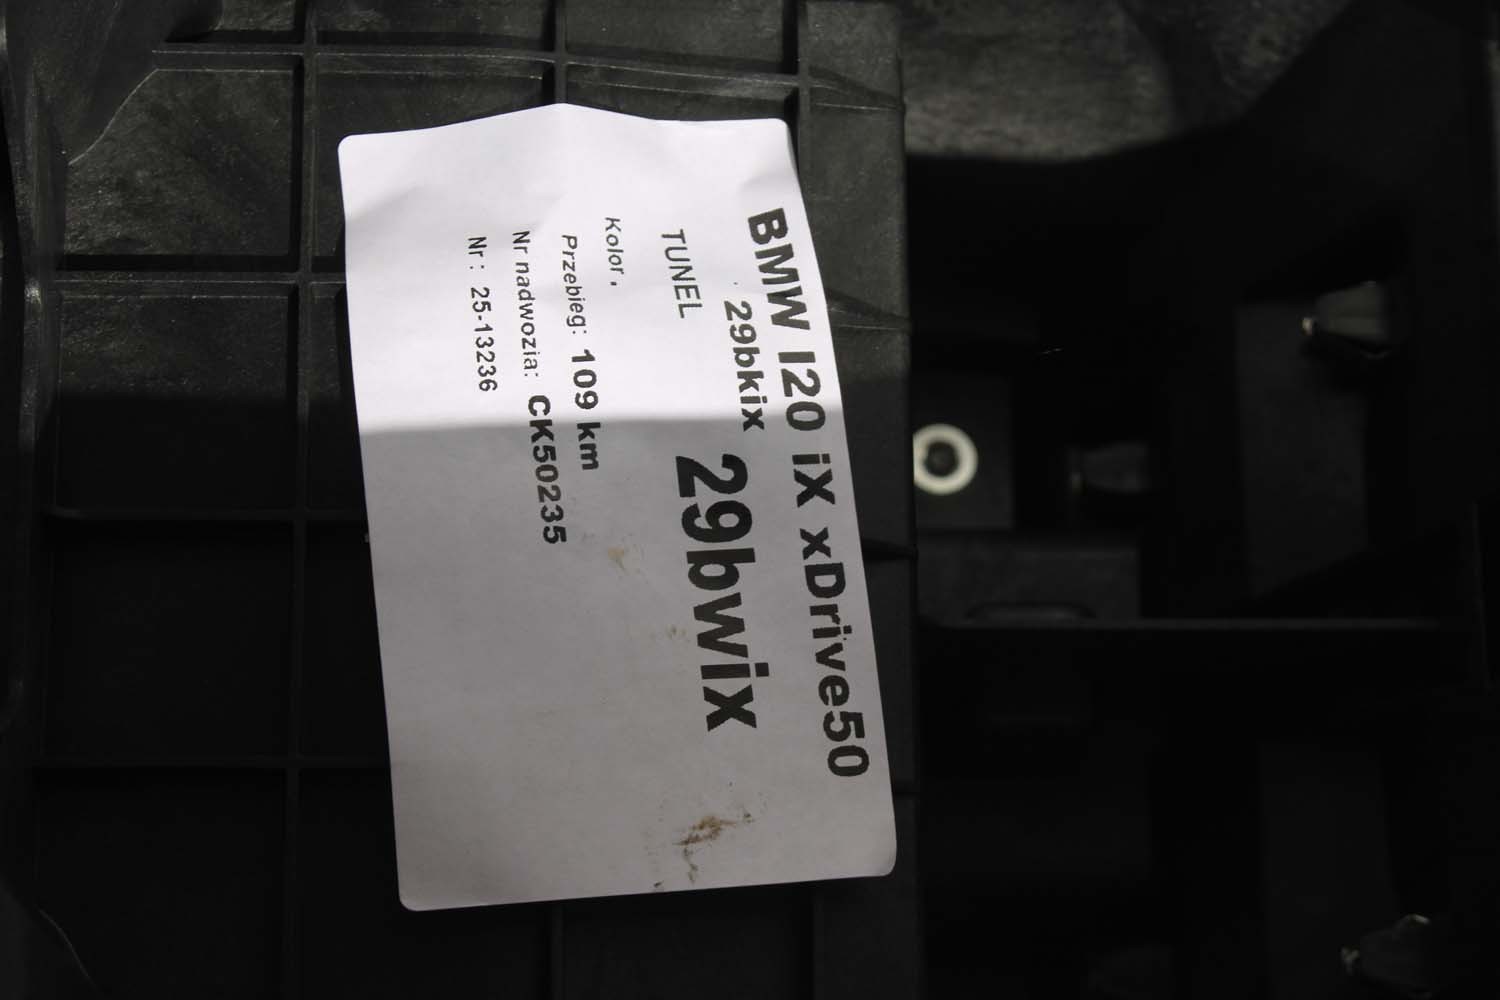 BMW I20 iX xDrive50
29bkix
29bwix
TUNEL
Kolor:
Przebieg: 109 km
Nr nadwozia: CK50235
Nr : 25-13236